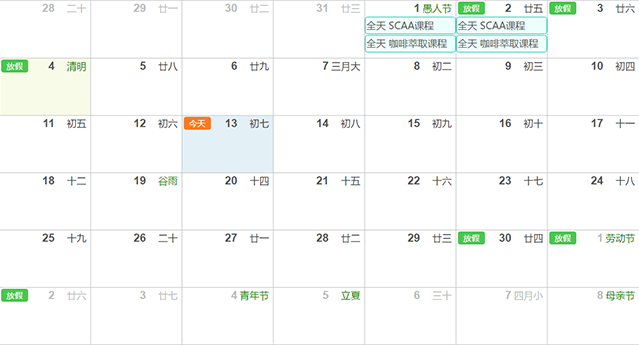 28 二十 29 廿一 30 廿二 31 廿三 1 愚人节 放假 2 廿五 放假 3 廿六
全天 SCAA课程 全天 SCAA课程
全天 咖啡萃取课程 全天 咖啡萃取课程
放假 4 清明 5 廿八 6 廿九 7 三月大 8 初二 9 初三 10 初四
11 初五 12 初六 今天 13 初七 14 初八 15 初九 16 初十 17 十一
18 十二 19 谷雨 20 十四 21 十五 22 十六 23 十七 24 十八
25 十九 26 二十 27 廿一 28 廿二 29 廿三 放假 30 廿四 放假 1 劳动节
放假 2 廿六 3 廿七 4 青年节 5 立夏 6 三十 7 四月小 8 母亲节